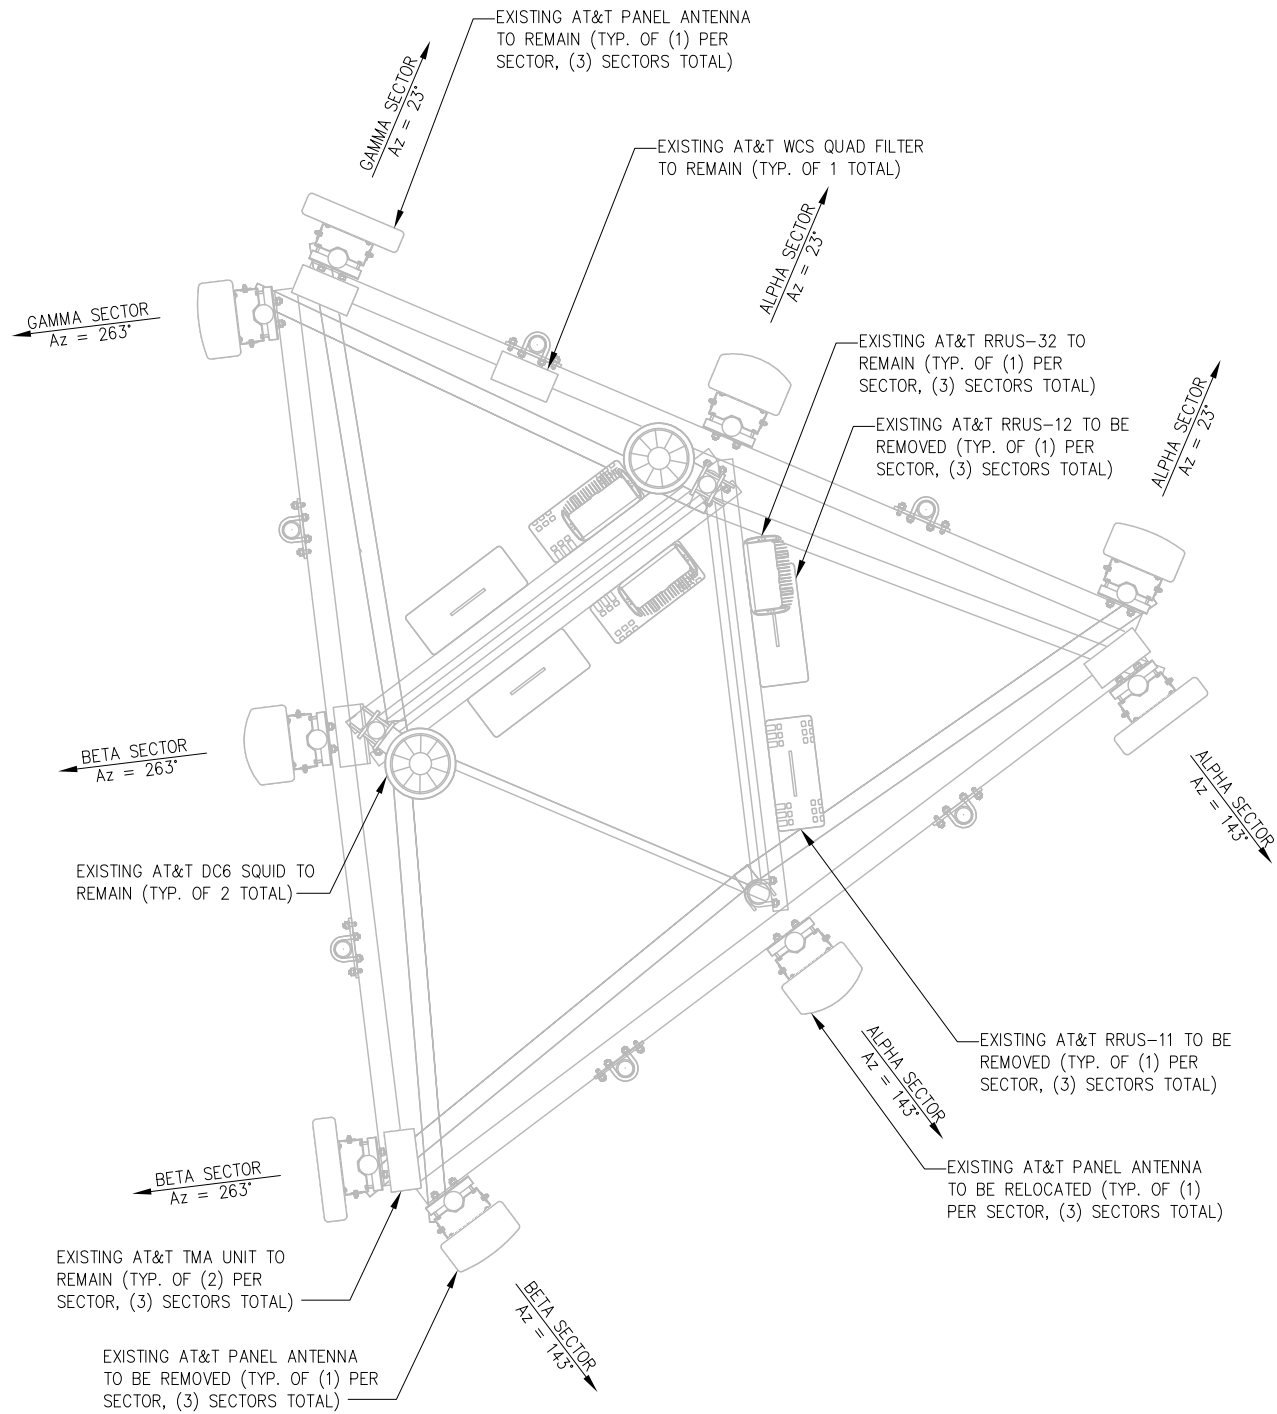 EXISTING AT&T PANEL ANTENNA
TO REMAIN (TYP. OF (1) PER
SECTOR, (3) SECTORS TOTAL)
GAMMA SECTOR
Az = 23°
EXISTING AT&T WCS QUAD FILTER
TO REMAIN (TYP. OF 1 TOTAL)
ALPHA SECTOR
Az = 23°
GAMMA SECTOR
Az = 263°
EXISTING AT&T RRUS-32 TO
REMAIN (TYP. OF (1) PER
SECTOR, (3) SECTORS TOTAL)
ALPHA SECTOR
Az = 23°
EXISTING AT&T RRUS-12 TO BE
REMOVED (TYP. OF (1) PER
SECTOR, (3) SECTORS TOTAL)
BETA SECTOR
Az = 263°
ALPHA SECTOR
Az = 143°
EXISTING AT&T DC6 SQUID TO
REMAIN (TYP. OF 2 TOTAL)
EXISTING AT&T RRUS-11 TO BE
REMOVED (TYP. OF (1) PER
SECTOR, (3) SECTORS TOTAL)
ALPHA SECTOR
Az = 143°
BETA SECTOR
Az = 263°
EXISTING AT&T PANEL ANTENNA
TO BE RELOCATED (TYP. OF (1)
PER SECTOR, (3) SECTORS TOTAL)
EXISTING AT&T TMA UNIT TO
REMAIN (TYP. OF (2) PER
SECTOR, (3) SECTORS TOTAL)
BETA SECTOR
Az = 143°
EXISTING AT&T PANEL ANTENNA
TO BE REMOVED (TYP. OF (1) PER
SECTOR, (3) SECTORS TOTAL)